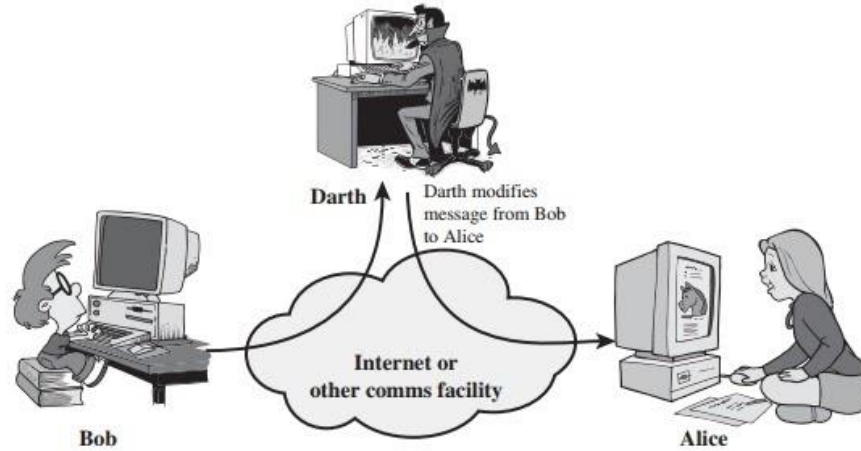 Darth
Darth modifies
message from Bob
to Alice
Internet or
other comms facility
Bob
Alice